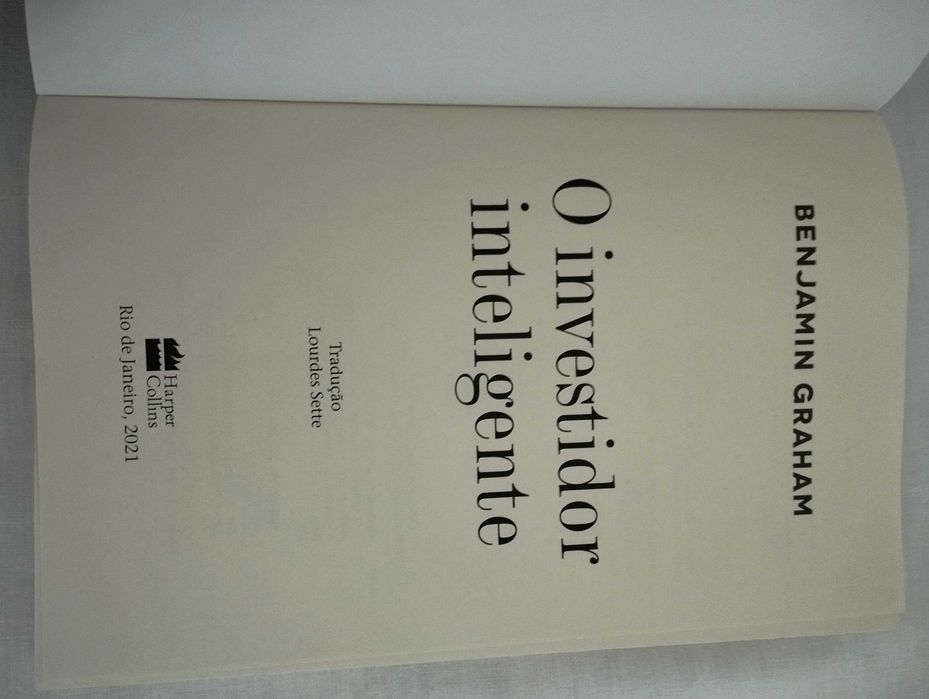 BENJAMIN GRAHAM
O investidor
inteligente
Tradução
Lourdes Sette
Harper
Collins
Rio de Janeiro, 2021